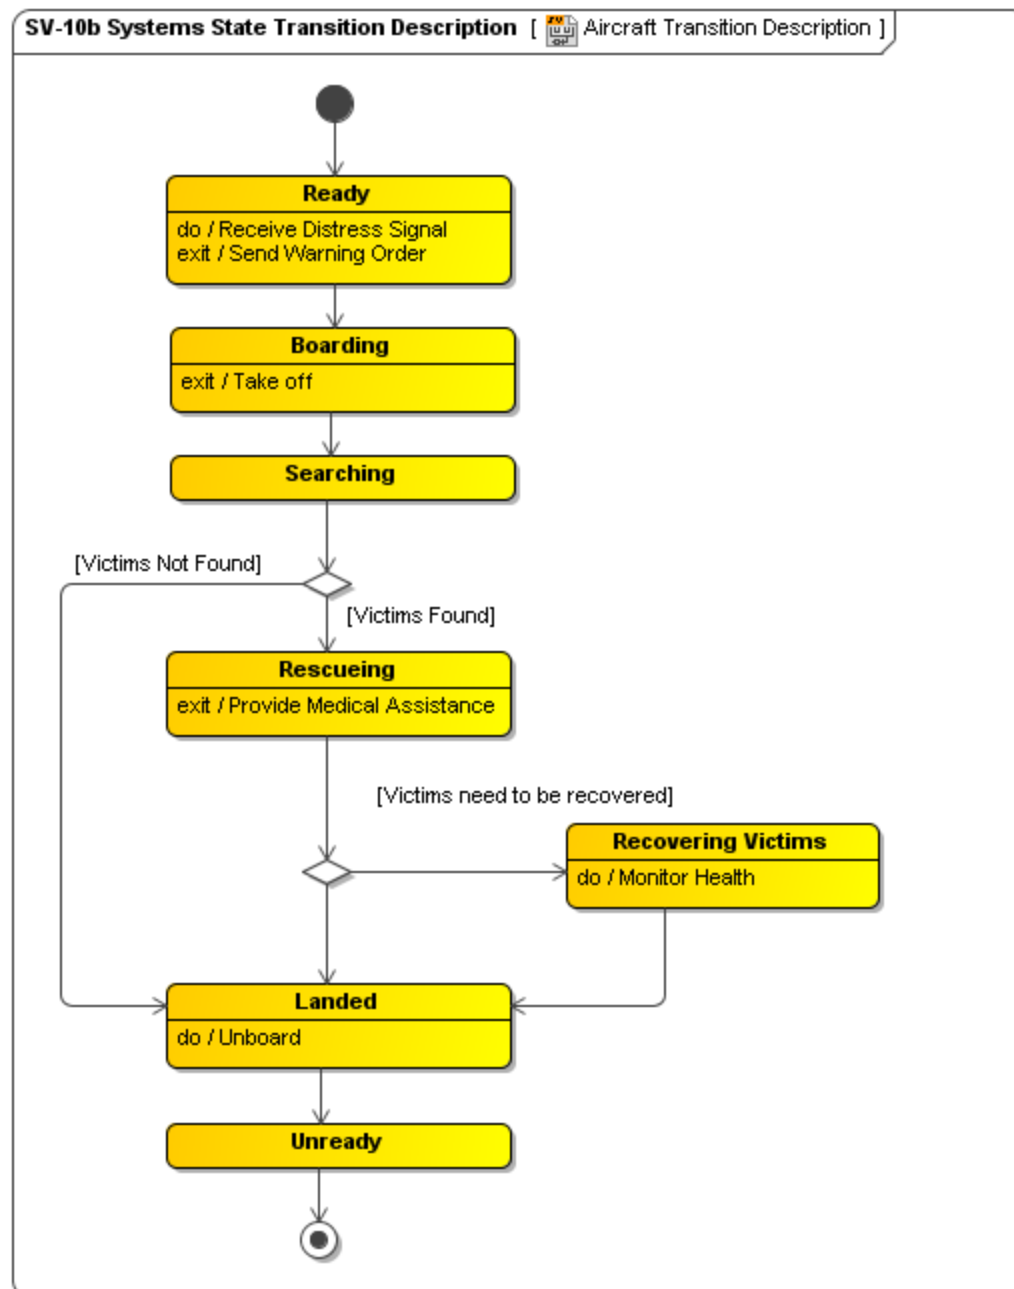 SV-10b Systems State Transition Description [ Aircraft Transition Description ]
Ready
do / Receive Distress Signal
exit / Send Warning Order
Boarding
exit / Take off
Searching
[Victims Not Found]
[Victims Found]
Rescueing
exit / Provide Medical Assistance
[Victims need to be recovered]
Recovering Victims
do / Monitor Health
Landed
do / Unboard
Unready